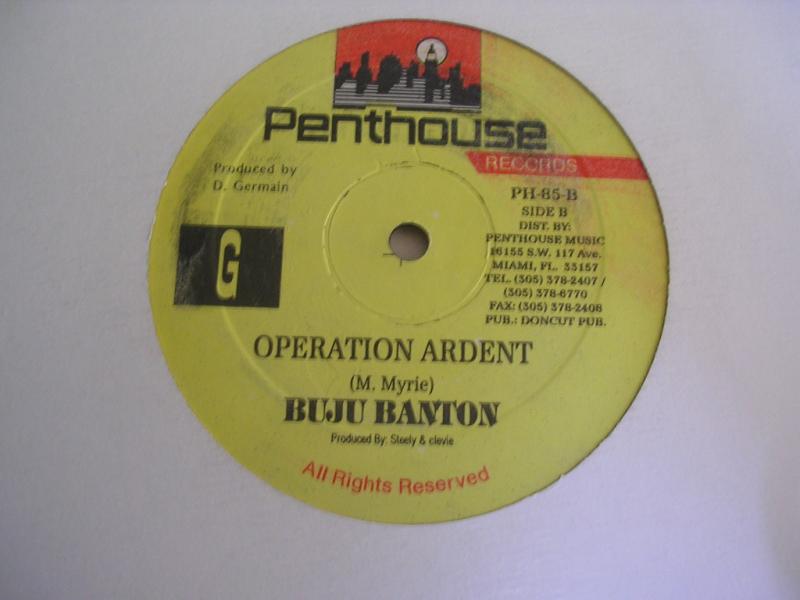 Penthouse
RECORDS
Produced by
D. Germain
G
PH-85-B
SIDE B
DIST. BY:
PENTHOUSE MUSIC
16155 S.W. 117 Ave.
MIAMI, FL. 33157
TEL. (305) 378-2407 /
(305) 378-6770
FAX: (305) 378-2408
PUB.: DONCUT PUB.
OPERATION ARDENT
(M. Myrie)
BUJU BANTON
Produced By: Steely & clevie
All Rights Reserved